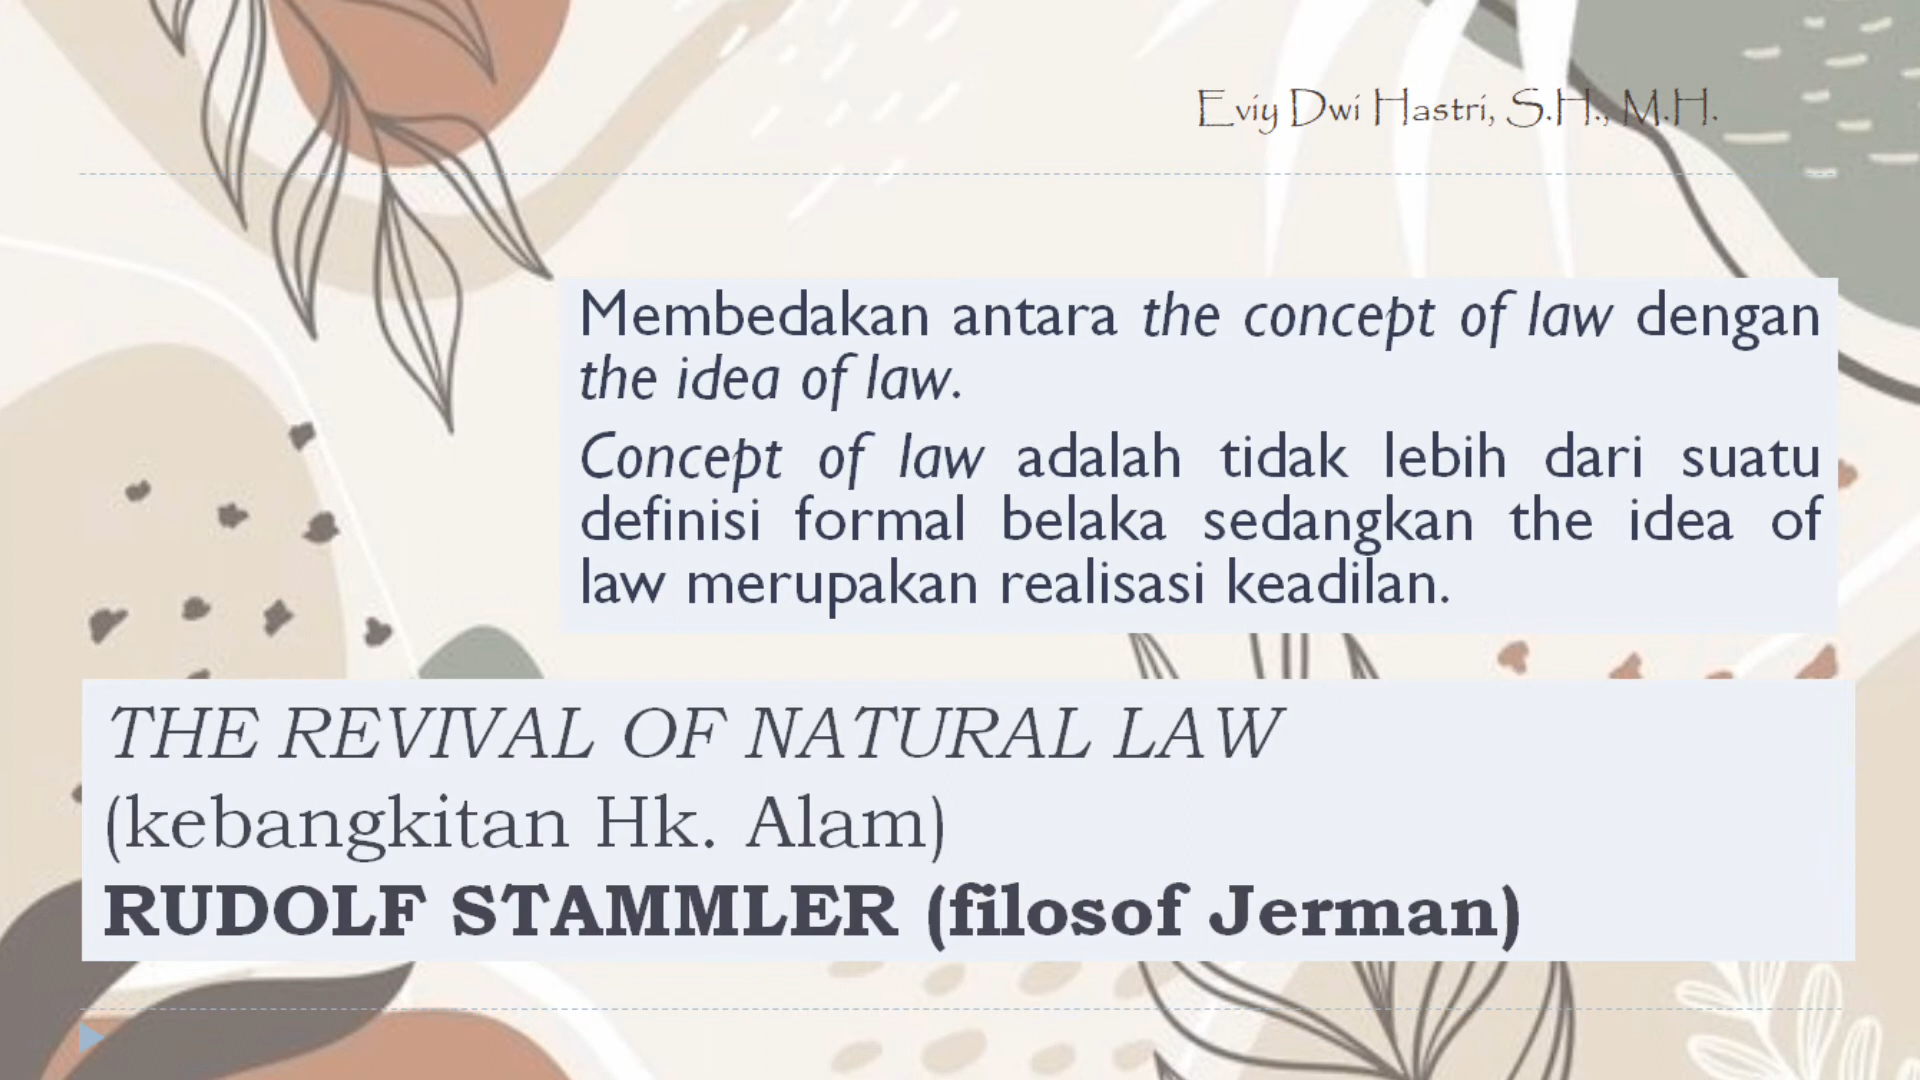 Eviy Dwi Hastri, S.H., M.H.
Membedakan antara the concept of law dengan
the idea of law.
Concept of law adalah tidak lebih dari suatu
definisi formal belaka sedangkan the idea of
law merupakan realisasi keadilan.
THE REVIVAL OF NATURAL LAW
(kebangkitan Hk. Alam)
RUDOLF STAMMLER (filosof Jerman)